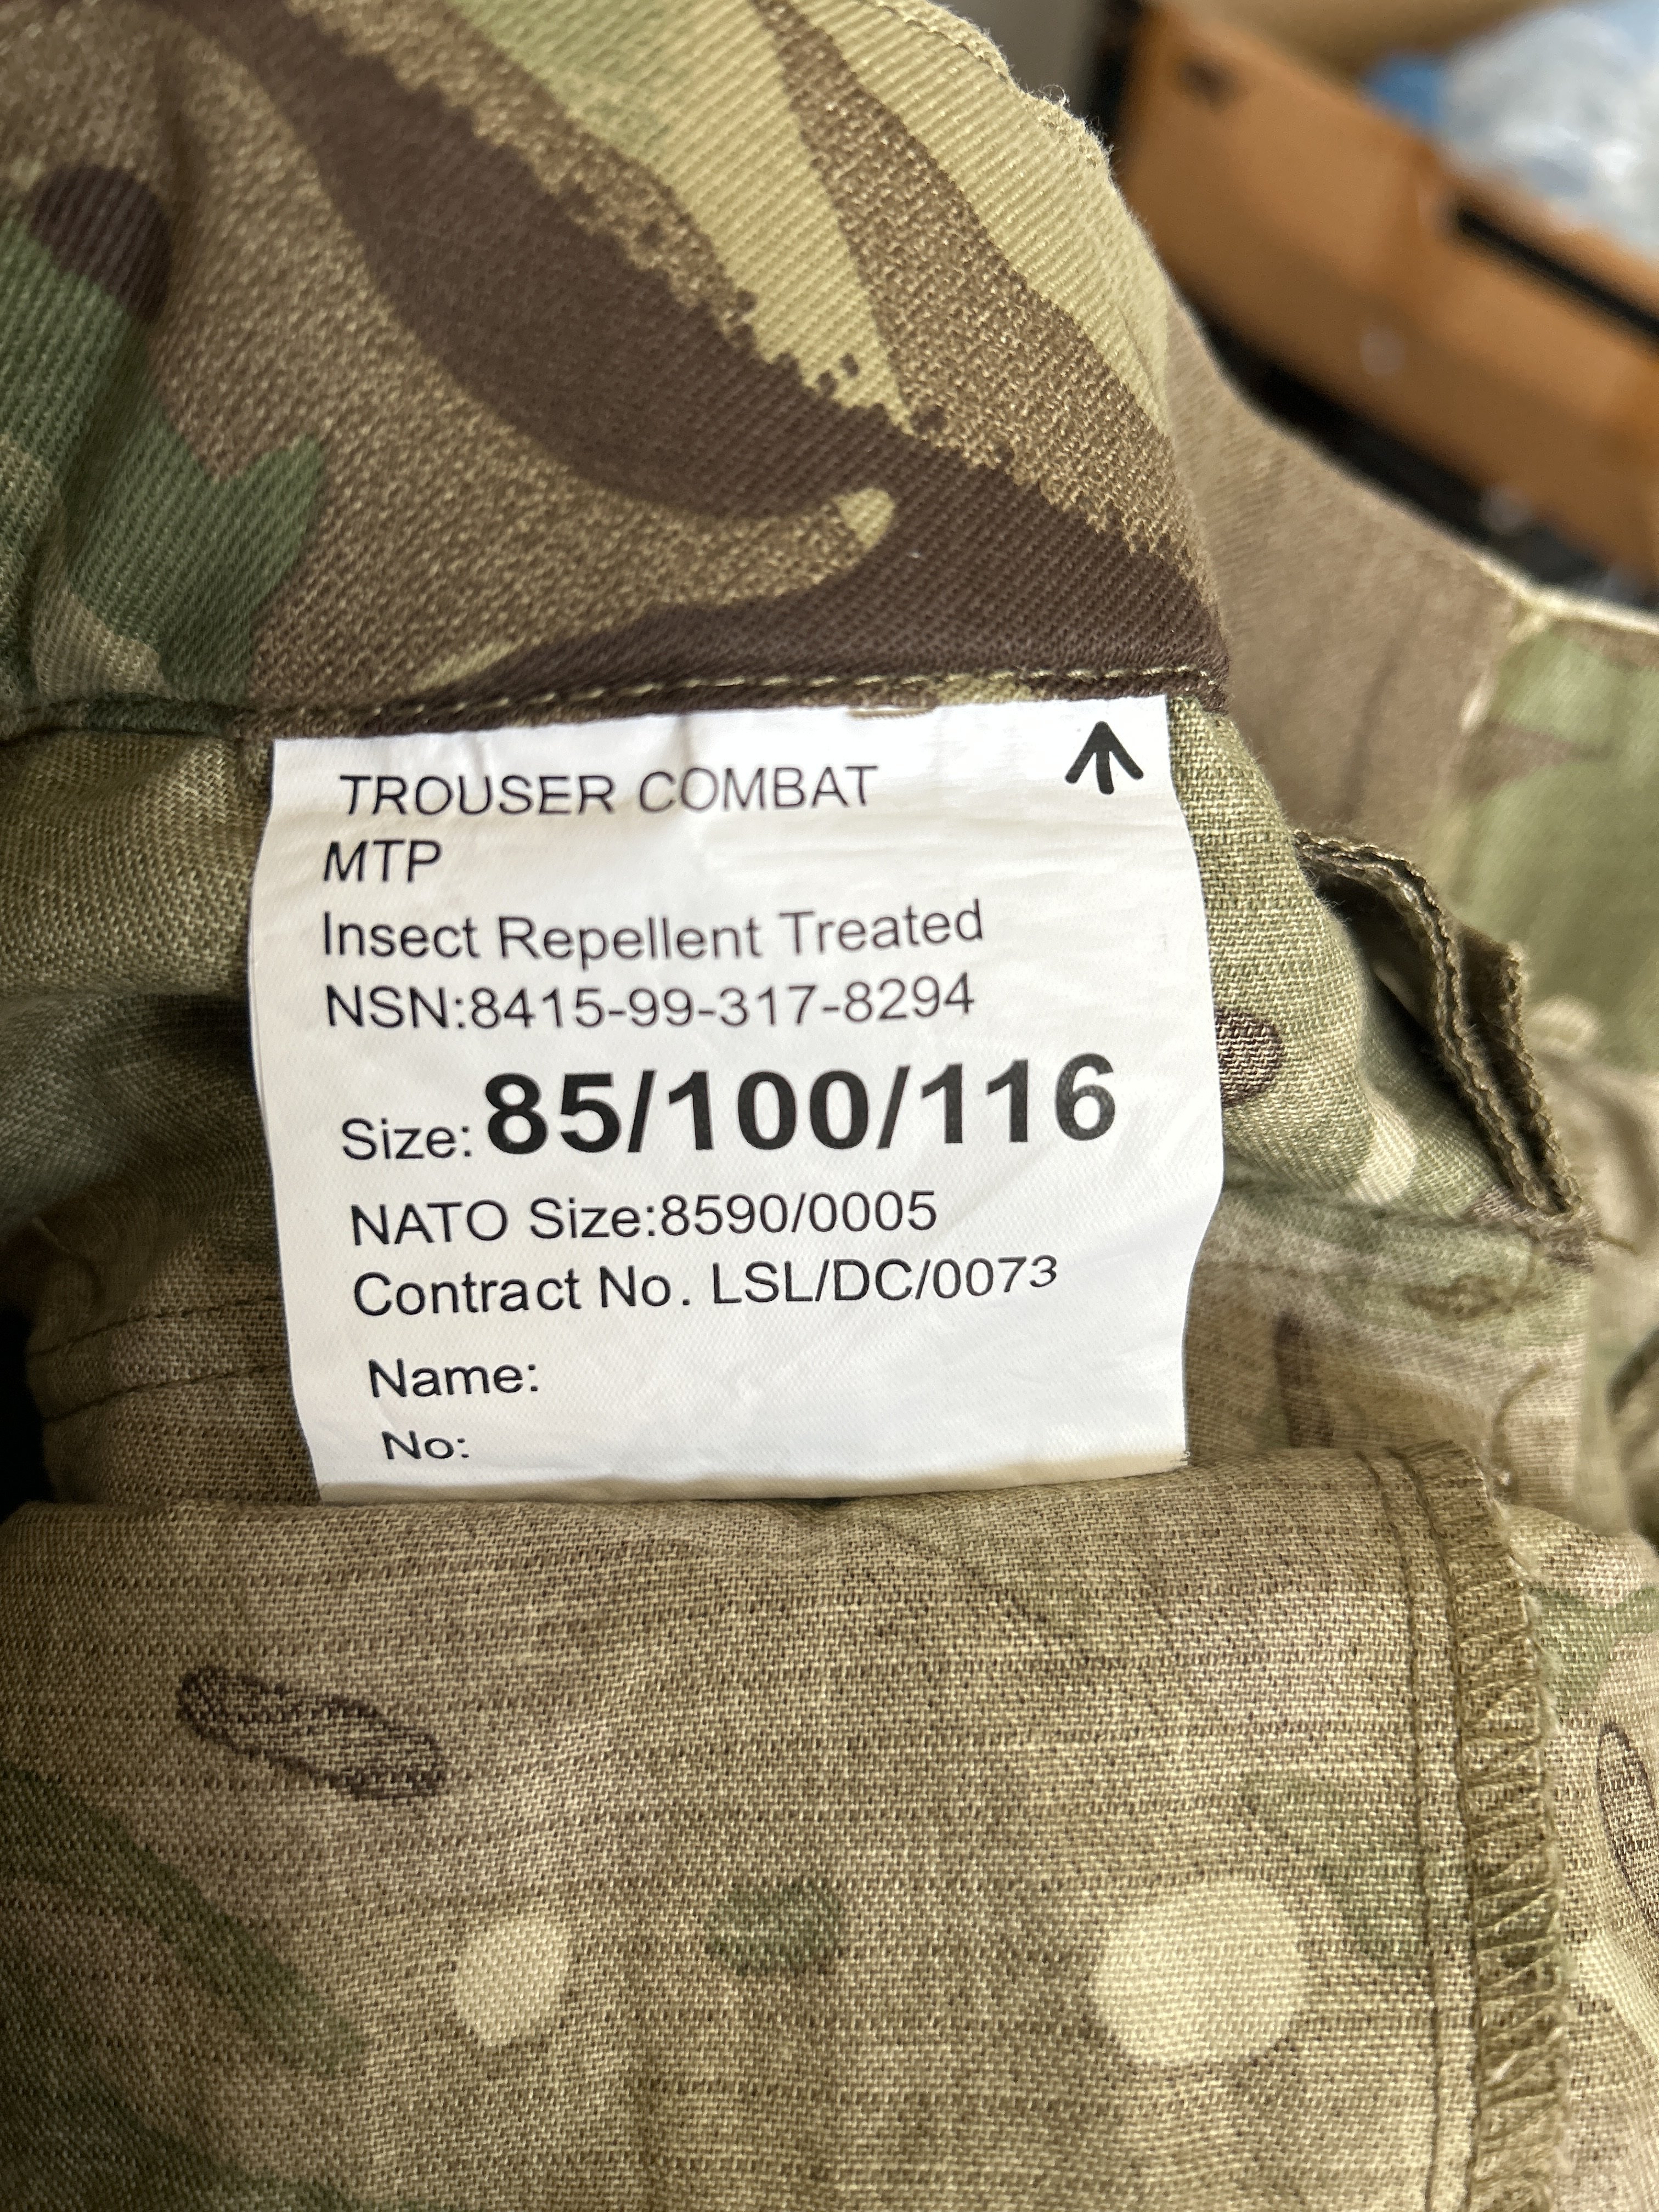 TROUSER COMBAT
MTP
Insect Repellent Treated
NSN:8415-99-317-8294
Size: 85/100/116
NATO Size:8590/0005
Contract No. LSL/DC/0073
Name:
No: